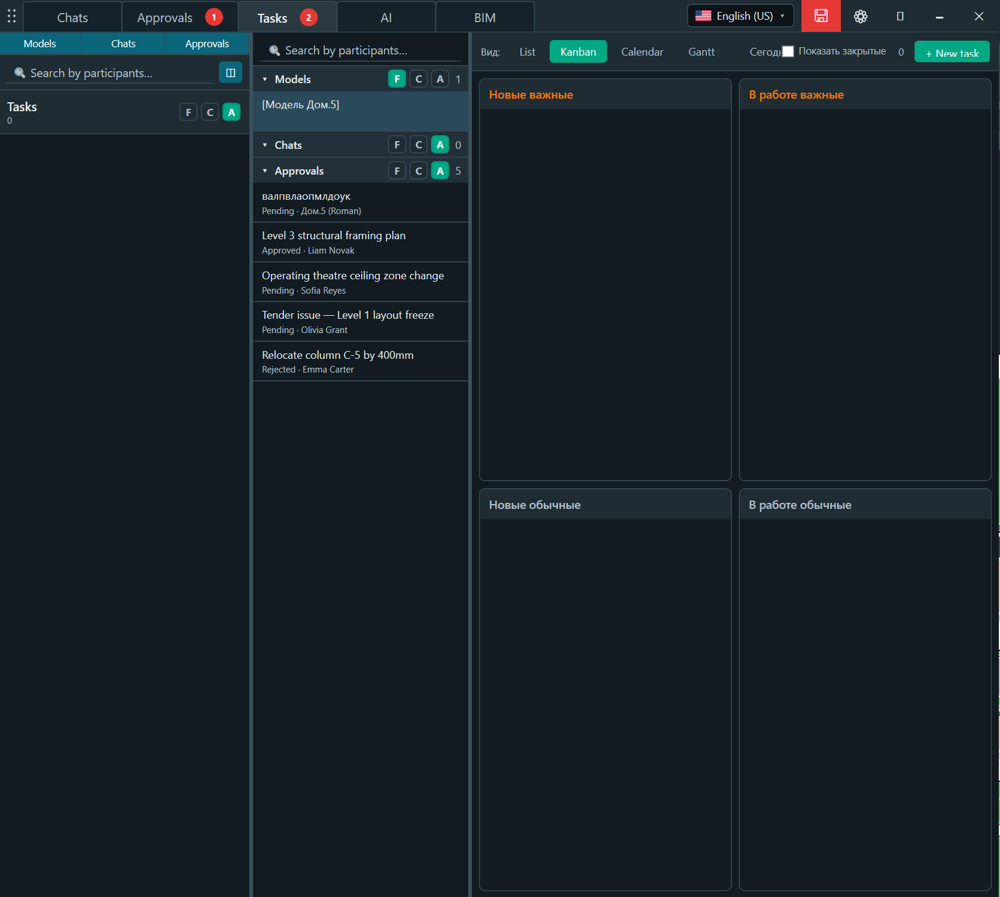 Chats
Approvals 1
Tasks 2
AI
BIM
English (US)
Models
Chats
Approvals
Search by participants...
Tasks
0
F C A
Search by participants...
Models F C A 1
[Модель Дом.5]
Chats F C A 0
Approvals F C A 5
валпвлаопмлдоук
Pending · Дом.5 (Roman)
Level 3 structural framing plan
Approved · Liam Novak
Operating theatre ceiling zone change
Pending · Sofia Reyes
Tender issue — Level 1 layout freeze
Pending · Olivia Grant
Relocate column C-5 by 400mm
Rejected · Emma Carter
Вид:
List
Kanban
Calendar
Gantt
Сегод
Показать закрытые
0
+ New task
Новые важные
В работе важные
Новые обычные
В работе обычные